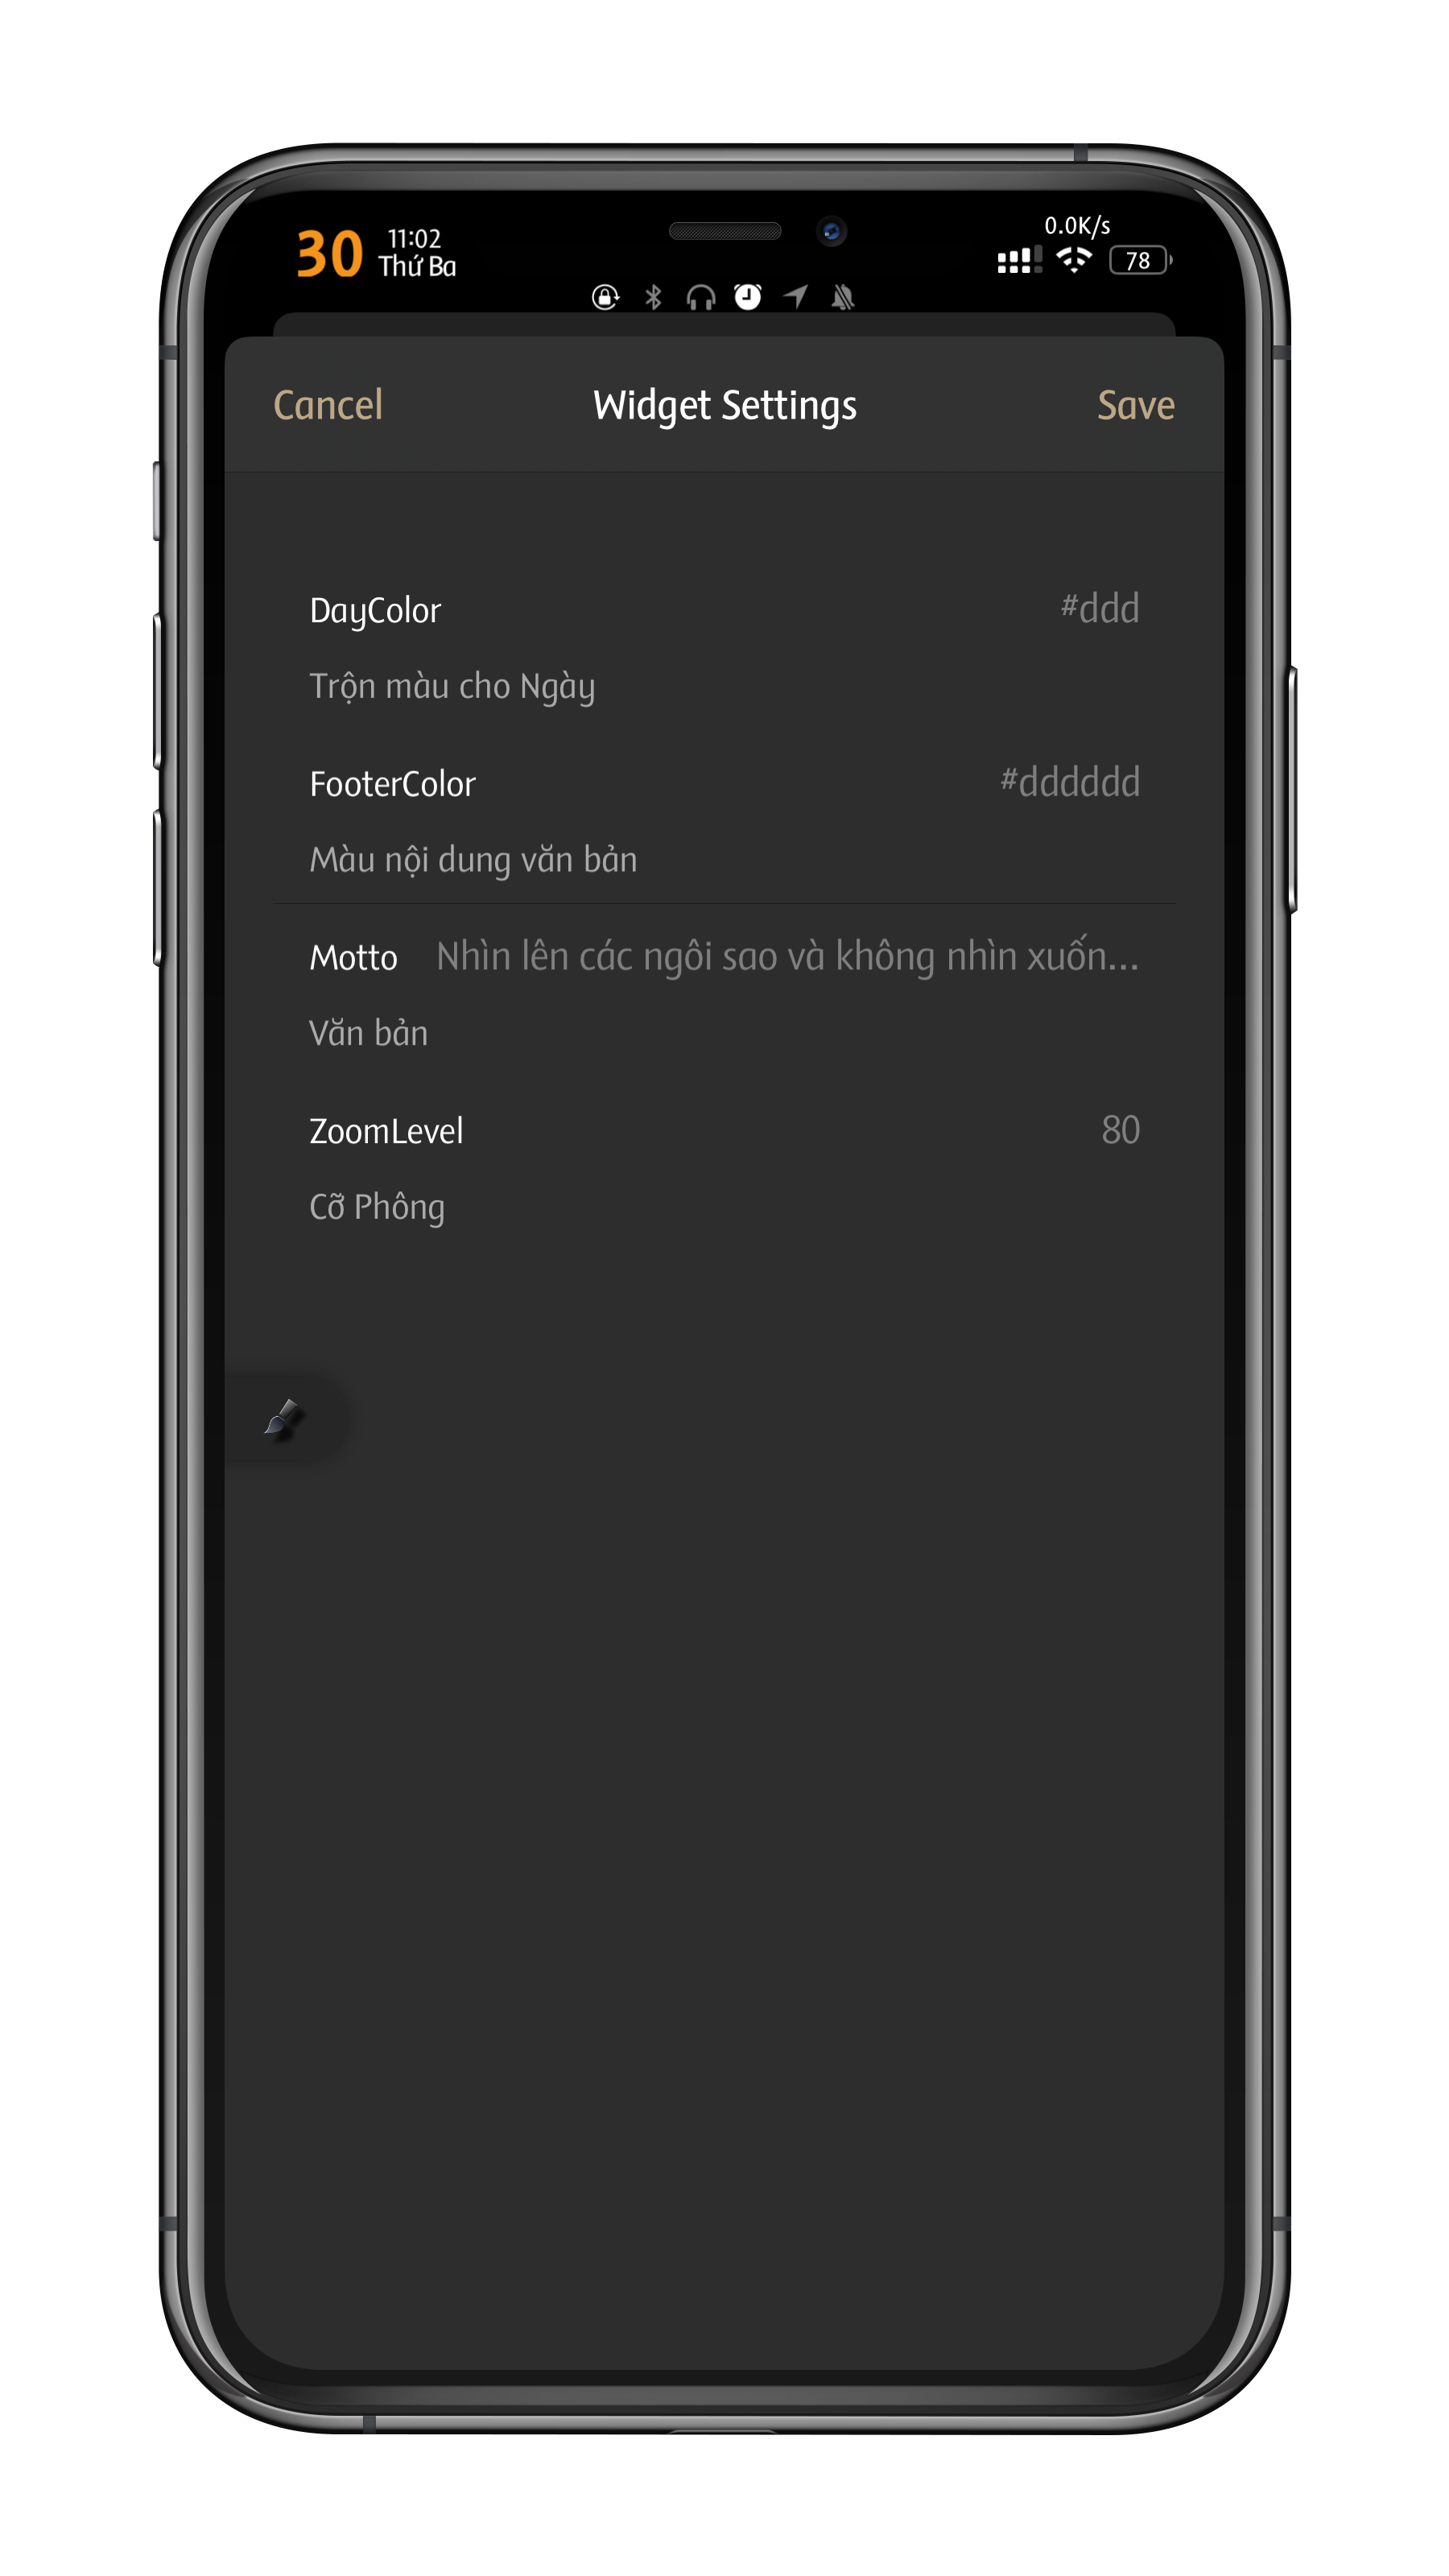 30
11:02
Thứ Ba
0.0K/s
78
Cancel Widget Settings Save
DayColor #ddd
Trộn màu cho Ngày
FooterColor #dddddd
Màu nội dung văn bản
Motto Nhìn lên các ngôi sao và không nhìn xuốn...
Văn bản
ZoomLevel 80
Cỡ Phông